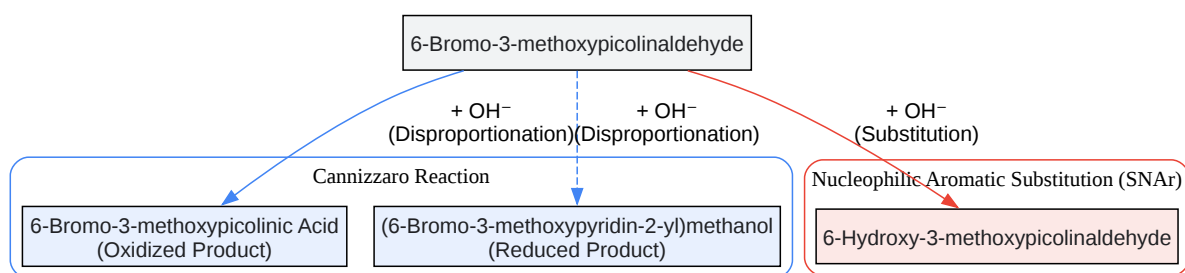 6-Bromo-3-methoxypicolinaldehyde
+ OH⁻
(Disproportionation)
+ OH⁻
(Disproportionation)
+ OH⁻
(Substitution)
Cannizzaro Reaction
6-Bromo-3-methoxypicolinic Acid
(Oxidized Product)
(6-Bromo-3-methoxypyridin-2-yl)methanol
(Reduced Product)
Nucleophilic Aromatic Substitution (SNAr)
6-Hydroxy-3-methoxypicolinaldehyde